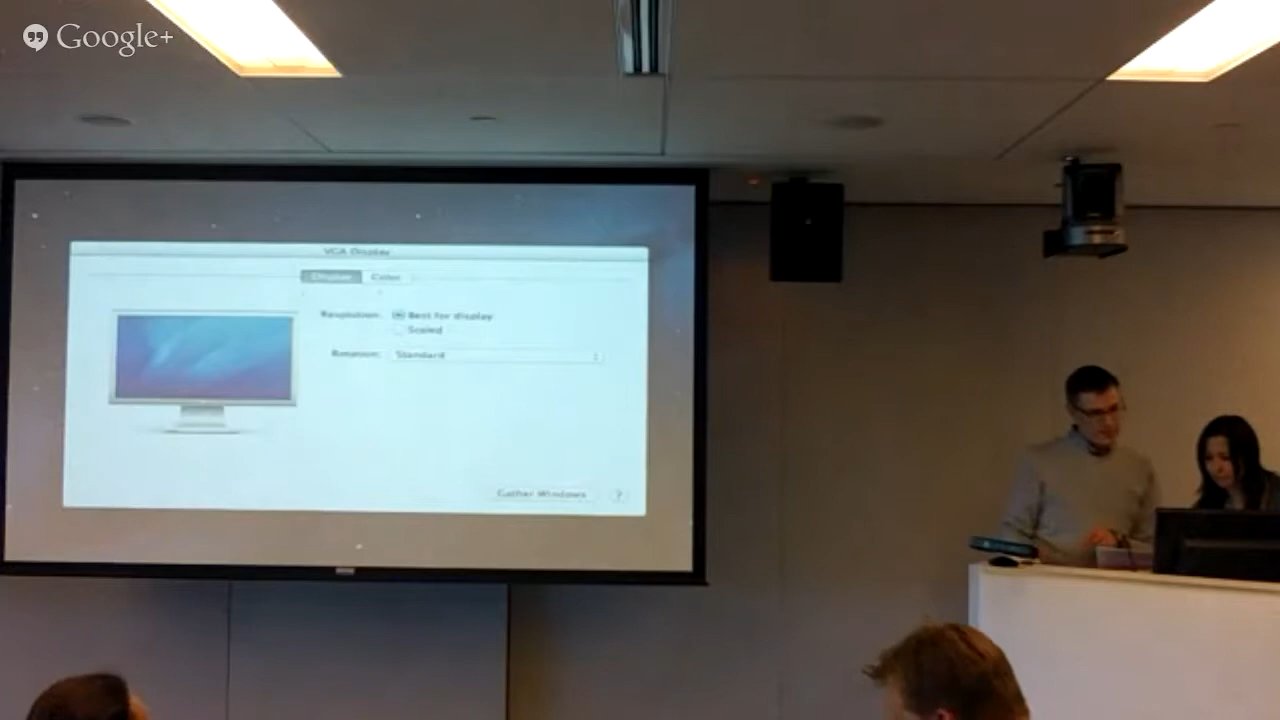 Google+
VGA Display
Display Color
Resolution: Best for display
Scaled
Rotation: Standard
Gather Windows ?